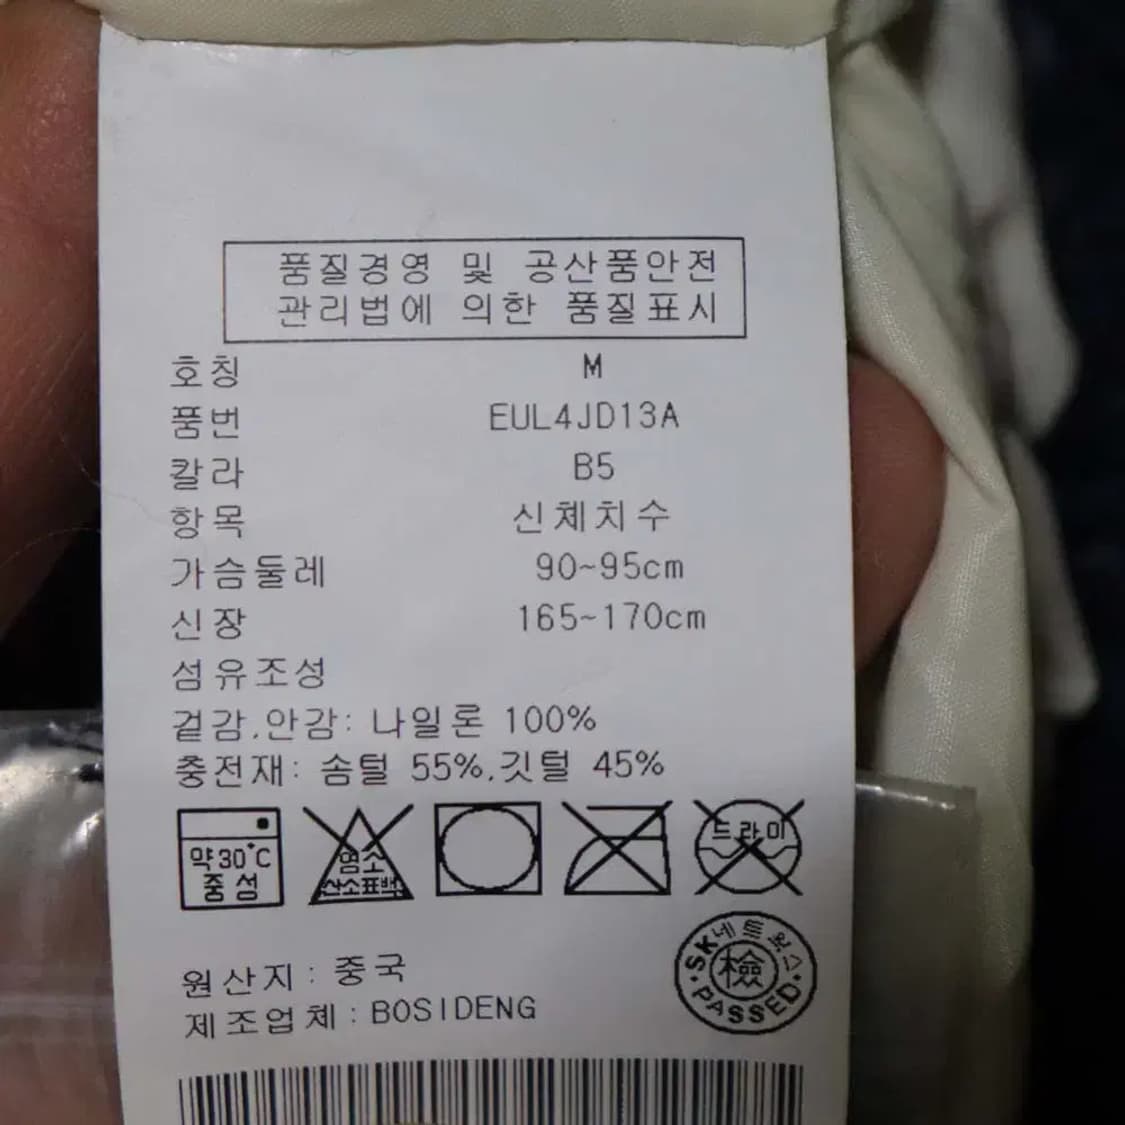 품질경영 및 공산품안전
관리법에 의한 품질표시
호칭 M
품번 EUL4JD13A
칼라 B5
항목 신체치수
가슴둘레 90~95cm
신장 165~170cm
섬유조성
겉감,안감: 나일론 100%
충전재: 솜털 55%,깃털 45%
약30℃
중성
염소
산소표백
드라이
원산지: 중국
제조업체: BOSIDENG
SK네트웍스
檢
PASSED